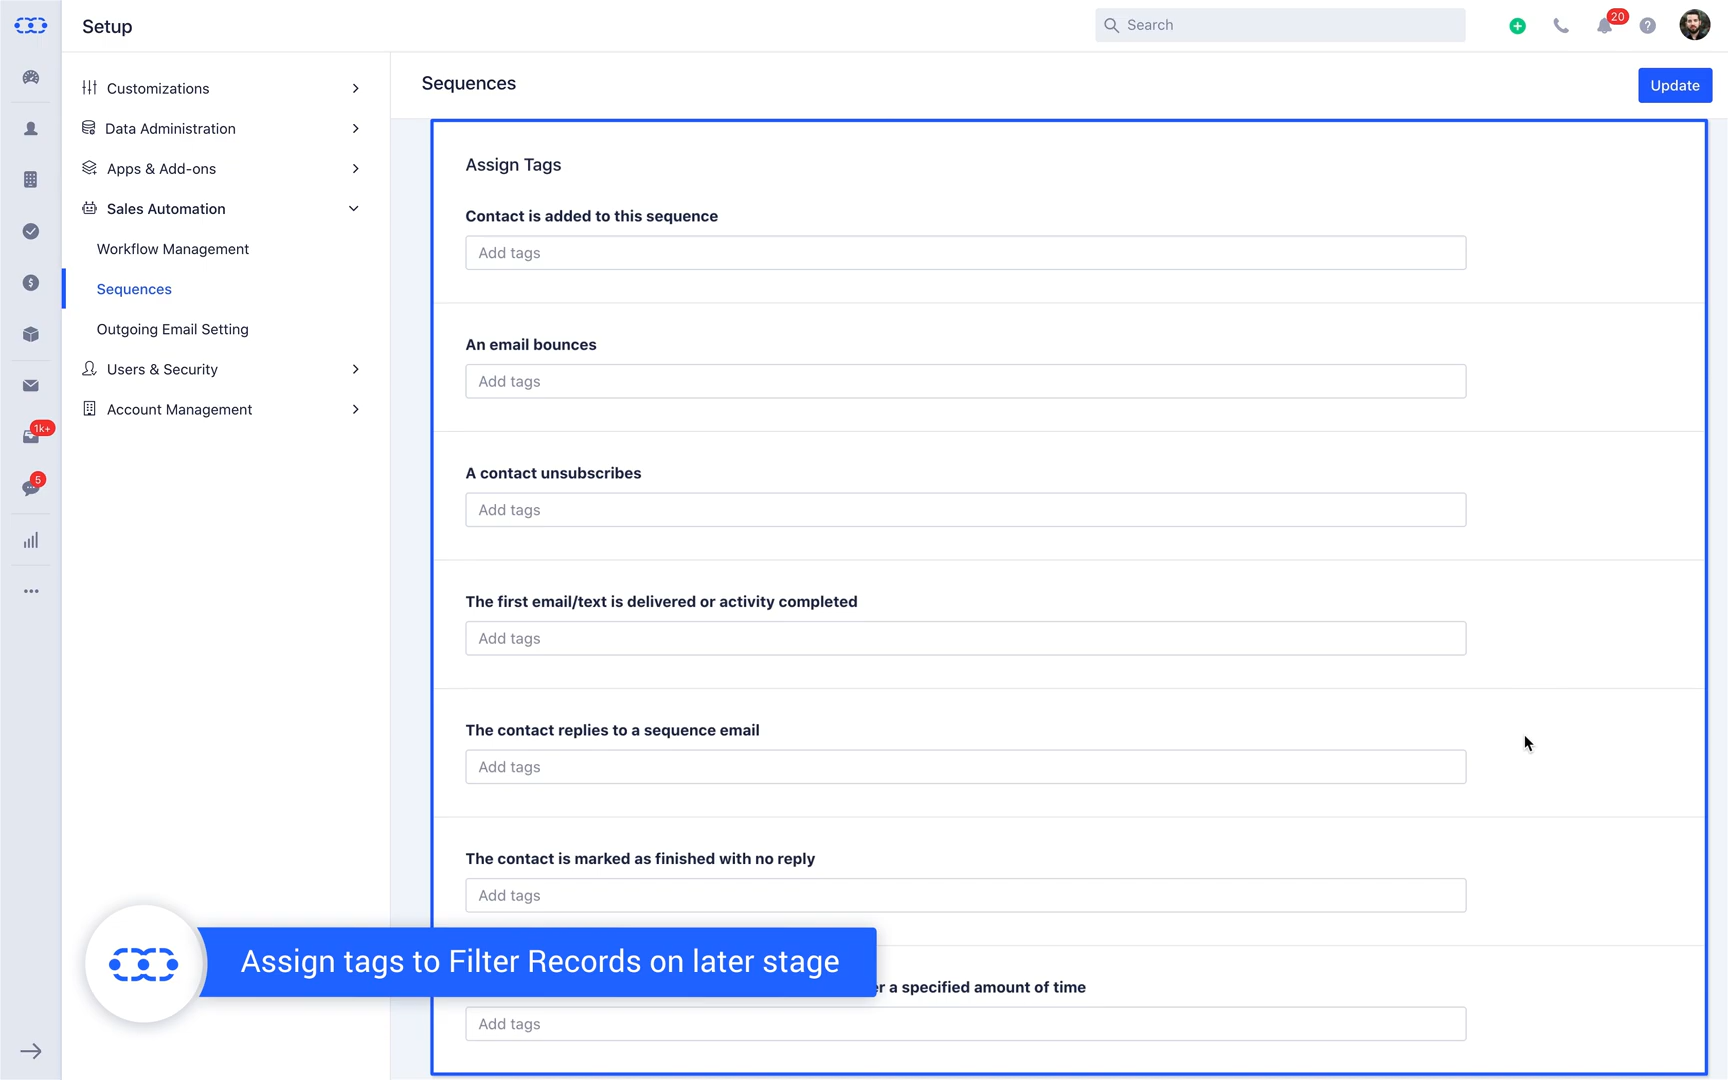 Setup
Search
20
Customizations
Data Administration
Apps & Add-ons
Sales Automation
Workflow Management
Sequences
Outgoing Email Setting
Users & Security
Account Management
1k+
5
$
?
Sequences
Update
Assign Tags
Contact is added to this sequence
Add tags
An email bounces
Add tags
A contact unsubscribes
Add tags
The first email/text is delivered or activity completed
Add tags
The contact replies to a sequence email
Add tags
The contact is marked as finished with no reply
Add tags
Assign tags to Filter Records on later stage
a specified amount of time
Add tags